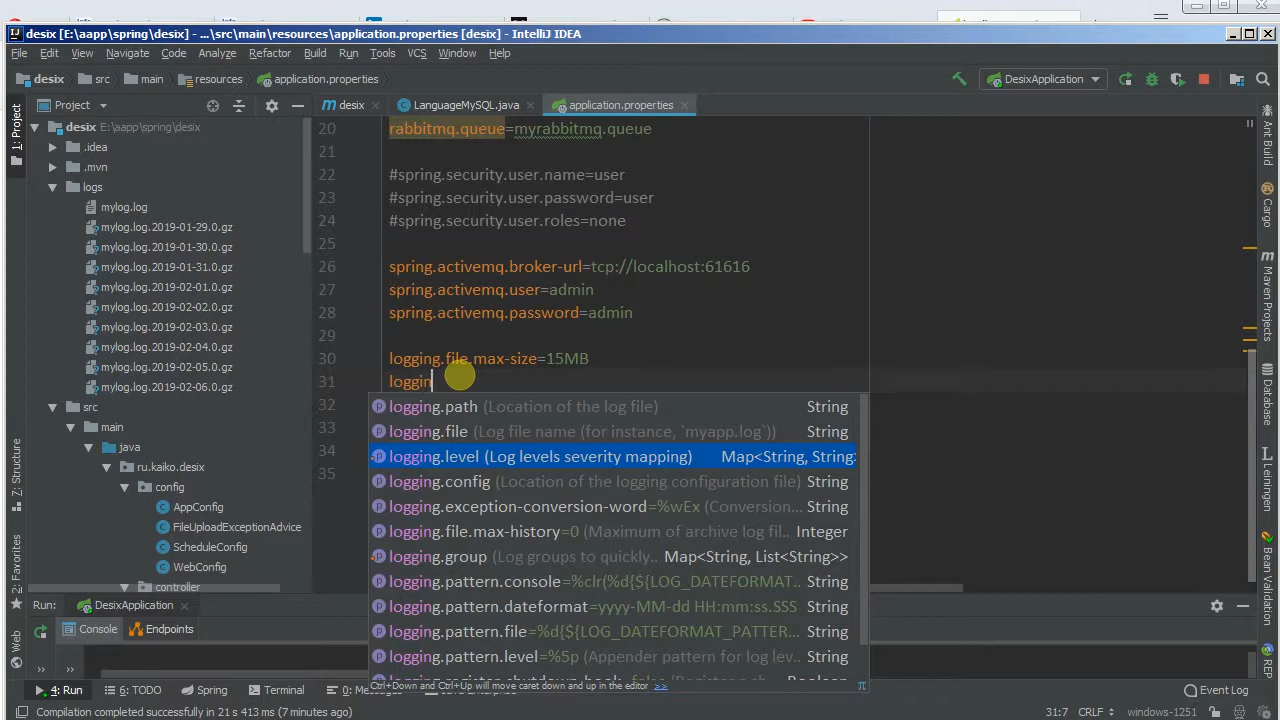 desix [E:\aapp\spring\desix] - ...\src\main\resources\application.properties [desix] - IntelliJ IDEA
File Edit View Navigate Code Analyze Refactor Build Run Tools VCS Window Help
desix src main resources application.properties DesixApplication
Project desix LanguageMySQL.java application.properties
1: Project
Z: Structure
2: Favorites
Web
desix E:\aapp\spring\desix
.idea
.mvn
logs
mylog.log
mylog.log.2019-01-29.0.gz
mylog.log.2019-01-30.0.gz
mylog.log.2019-01-31.0.gz
mylog.log.2019-02-01.0.gz
mylog.log.2019-02-02.0.gz
mylog.log.2019-02-03.0.gz
mylog.log.2019-02-04.0.gz
mylog.log.2019-02-05.0.gz
mylog.log.2019-02-06.0.gz
src
main
java
ru.kaiko.desix
config
AppConfig
FileUploadExceptionAdvice
ScheduleConfig
WebConfig
controller
20 rabbitmq.queue=myrabbitmq.queue
21
22 #spring.security.user.name=user
23 #spring.security.user.password=user
24 #spring.security.user.roles=none
25
26 spring.activemq.broker-url=tcp://localhost:61616
27 spring.activemq.user=admin
28 spring.activemq.password=admin
29
30 logging.file.max-size=15MB
31 loggin
32
33
34
35
logging.path (Location of the log file) String
logging.file (Log file name (for instance, `myapp.log`)) String
logging.level (Log levels severity mapping) Map<String, String>
logging.config (Location of the logging configuration file) String
logging.exception-conversion-word=%wEx (Conversion... String
logging.file.max-history=0 (Maximum of archive log fil.. Integer
logging.group (Log groups to quickly.. Map<String, List<String>>
logging.pattern.console=%clr(%d{${LOG_DATEFORMAT... String
logging.pattern.dateformat=yyyy-MM-dd HH:mm:ss.SSS String
logging.pattern.file=%d{${LOG_DATEFORMAT_PATTER... String
logging.pattern.level=%5p (Appender pattern for log lev.. String
Ctrl+Down and Ctrl+Up will move caret down and up in the editor >> π
Ant Build
Cargo
Maven Projects
Database
Bean Validation
REP
Run: DesixApplication
Console Endpoints
4: Run 6: TODO Spring Terminal 0: Event Log
Compilation completed successfully in 21 s 413 ms (7 minutes ago) 31:7 CRLF windows-1251